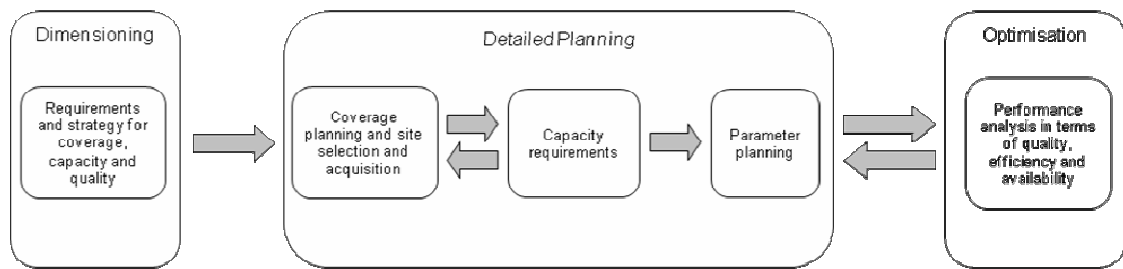 Dimensioning
Requirements
and strategy for
coverage,
capacity and
quality
Detailed Planning
Coverage
planning and site
selection and
acquisition
Capacity
requirements
Parameter
planning
Optimisation
Performance
analysis in terms
of quality,
efficiency and
availability